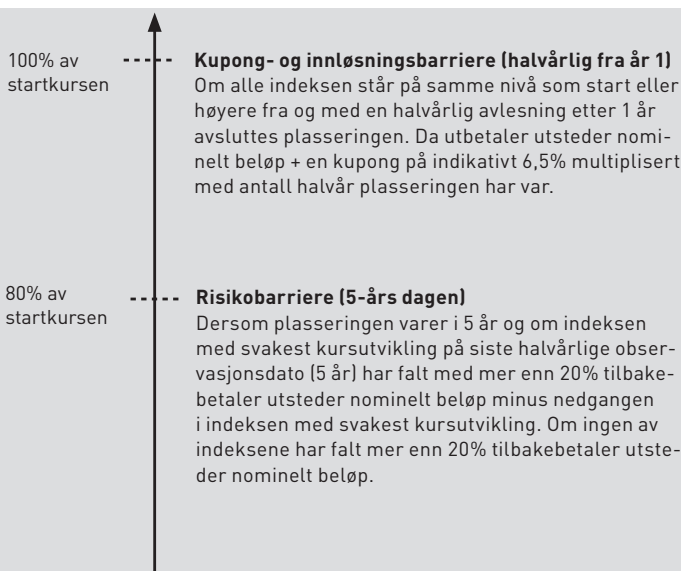 100% av
startkursen
Kupong- og innløsningsbarriere (halvårlig fra år 1)
Om alle indeksen står på samme nivå som start eller
høyere fra og med en halvårlig avlesning etter 1 år
avsluttes plasseringen. Da utbetaler utsteder nomi-
nelt beløp + en kupong på indikativt 6,5% multiplisert
med antall halvår plasseringen har var.
80% av
startkursen
Risikobarriere (5-års dagen)
Dersom plasseringen varer i 5 år og om indeksen
med svakest kursutvikling på siste halvårlige obser-
vasjonsdato (5 år) har falt med mer enn 20% tilbake-
betaler utsteder nominelt beløp minus nedgangen
i indeksen med svakest kursutvikling. Om ingen av
indeksene har falt mer enn 20% tilbakebetaler utste-
der nominelt beløp.